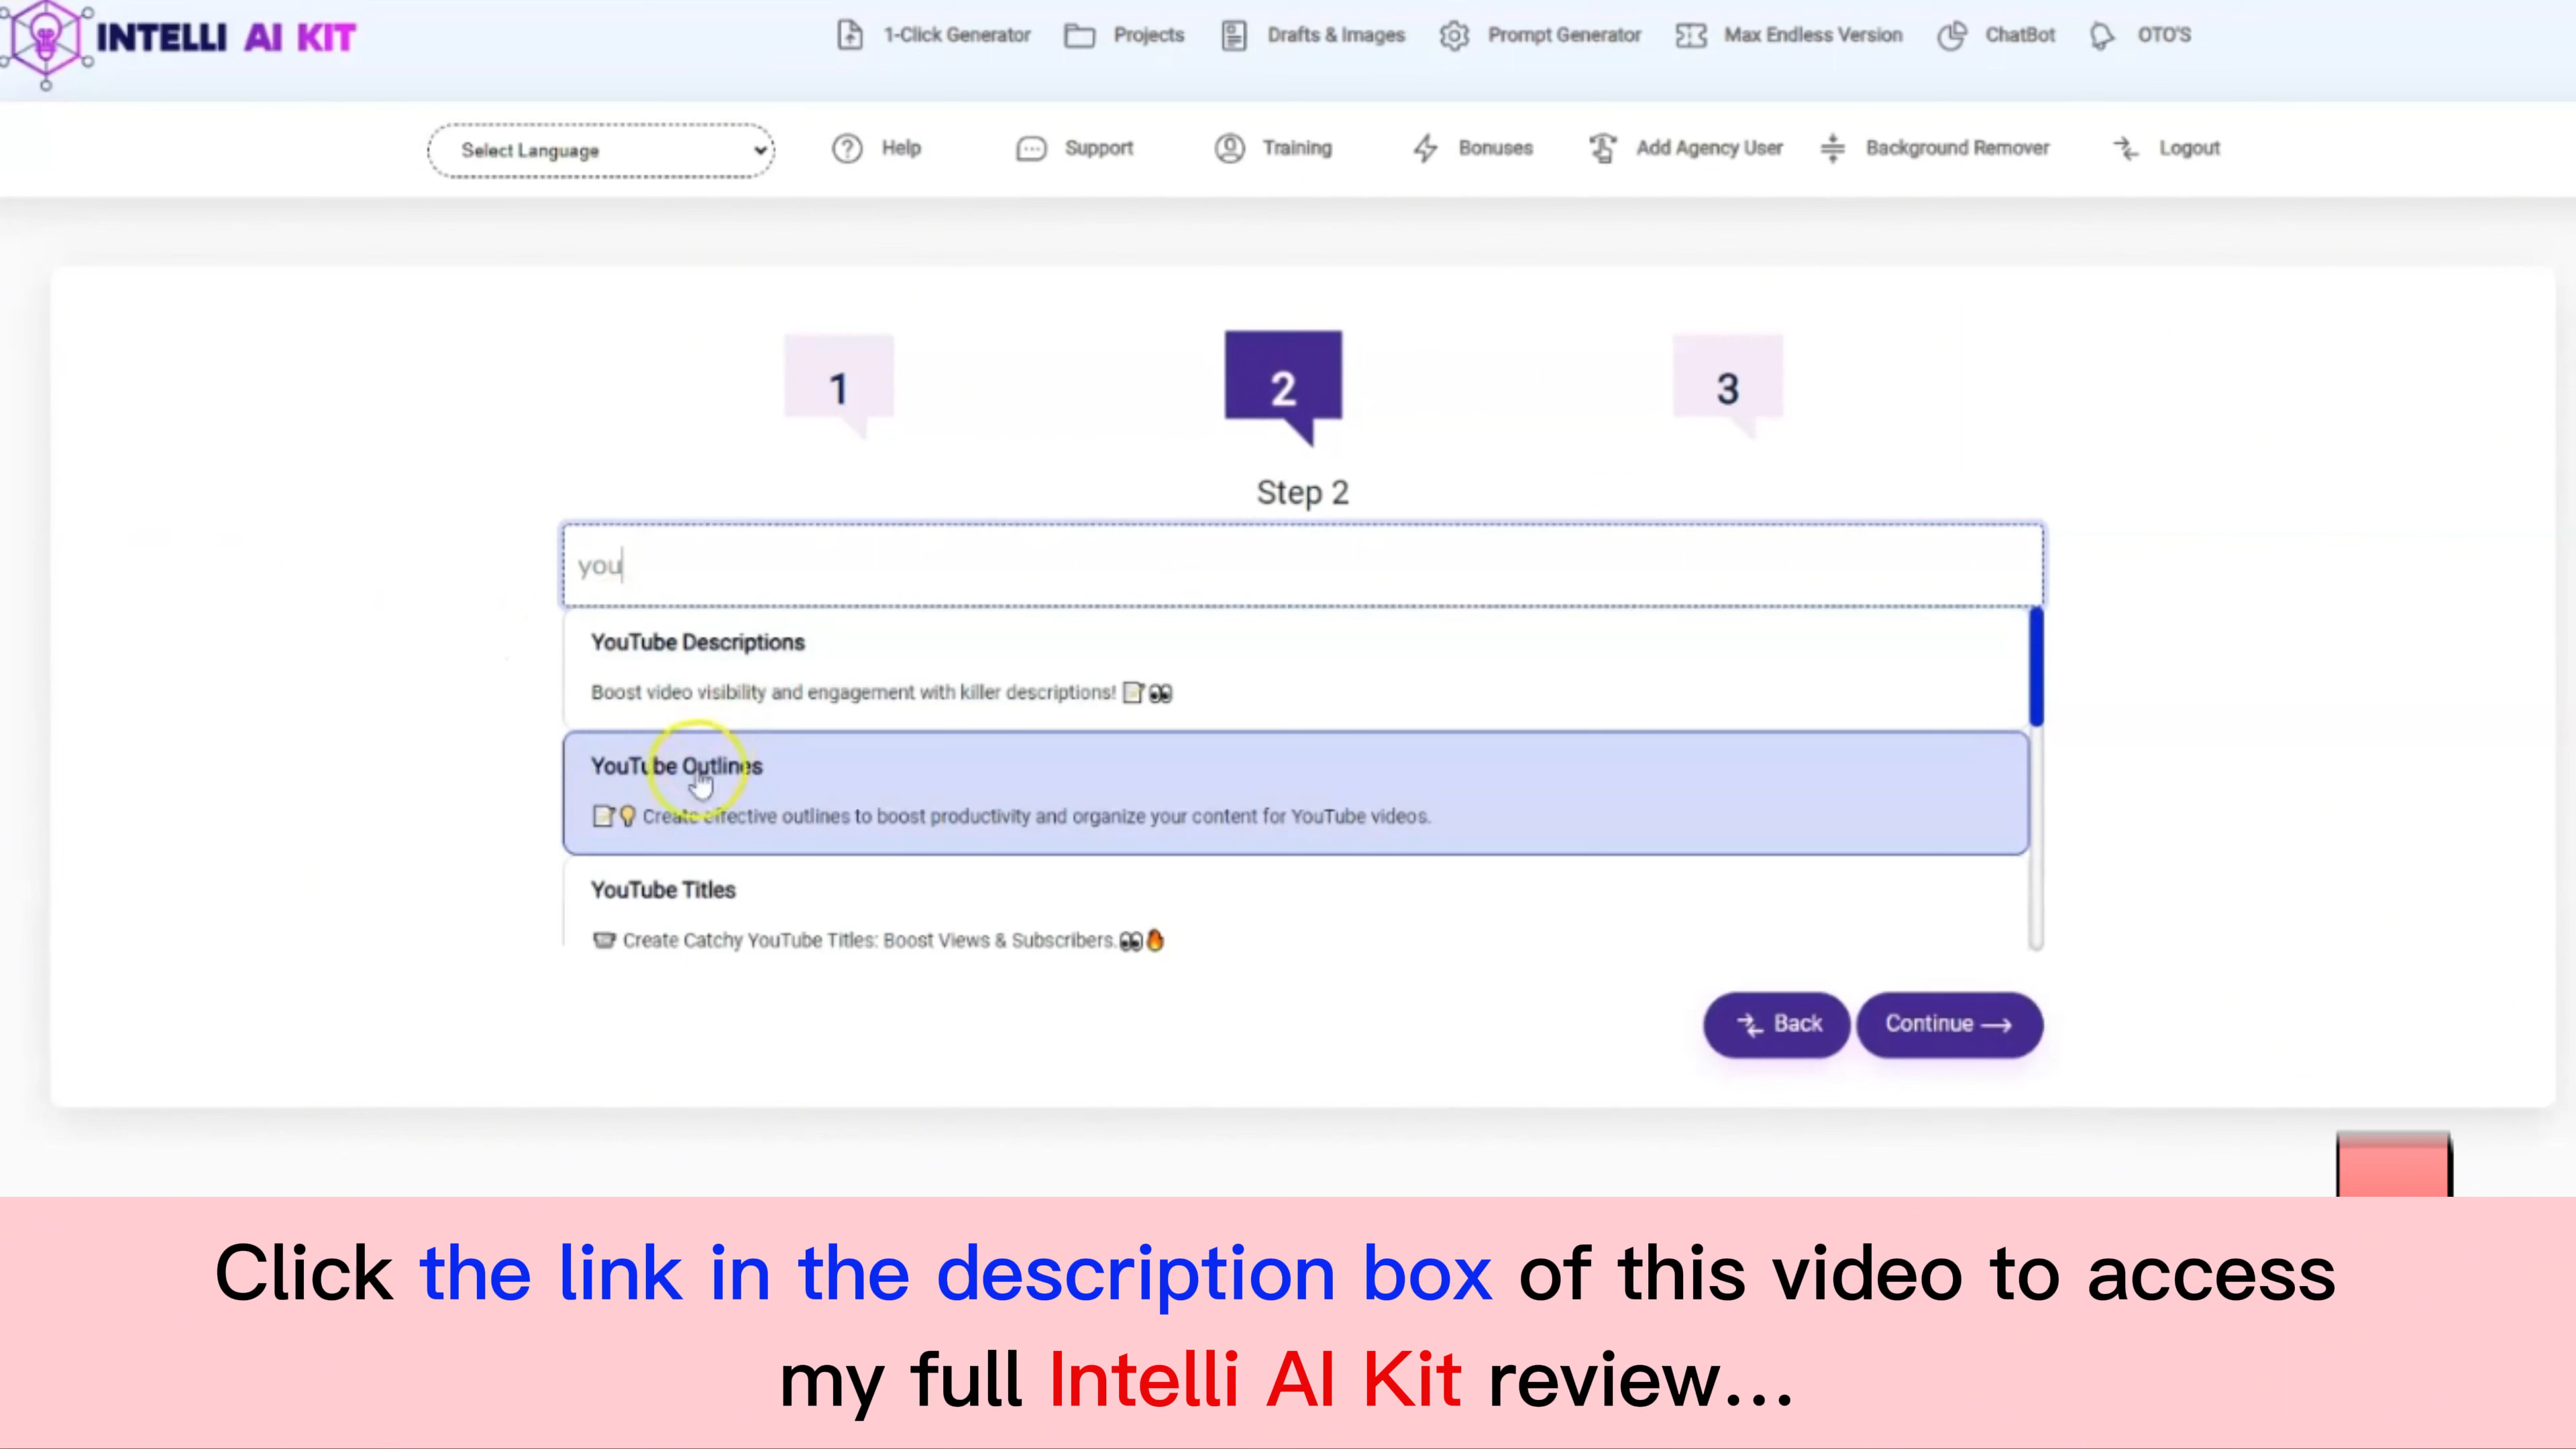 INTELLI AI KIT
1-Click Generator Projects Drafts & Images Prompt Generator Max Endless Version ChatBot OTO'S
Select Language Help Support Training Bonuses Add Agency User Background Remover Logout
1 2 3
Step 2
you
YouTube Descriptions
Boost video visibility and engagement with killer descriptions! 📝👀
YouTube Outlines
📝💡 Create effective outlines to boost productivity and organize your content for YouTube videos.
YouTube Titles
Create Catchy YouTube Titles: Boost Views & Subscribers.👀🔥
Back Continue
Click the link in the description box of this video to access
my full Intelli AI Kit review...